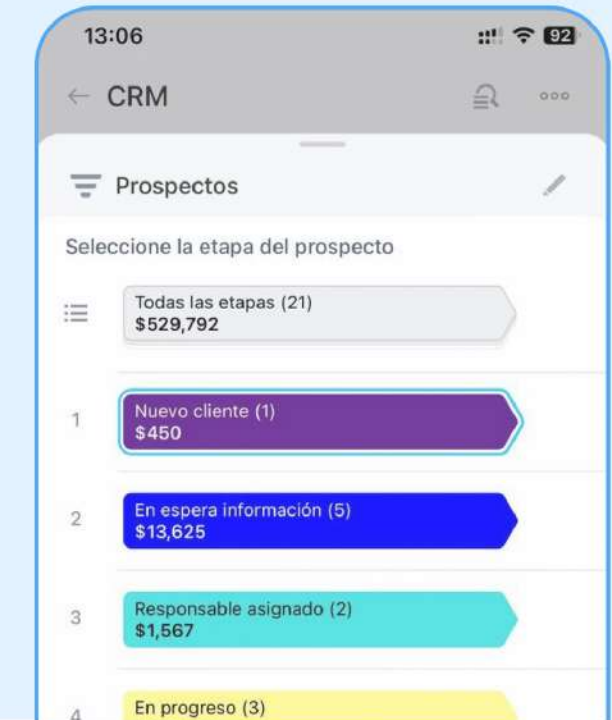 13:06
92
CRM
Prospectos
Seleccione la etapa del prospecto
Todas las etapas (21)
$529,792
1
Nuevo cliente (1)
$450
2
En espera información (5)
$13,625
3
Responsable asignado (2)
$1,567
4
En progreso (3)